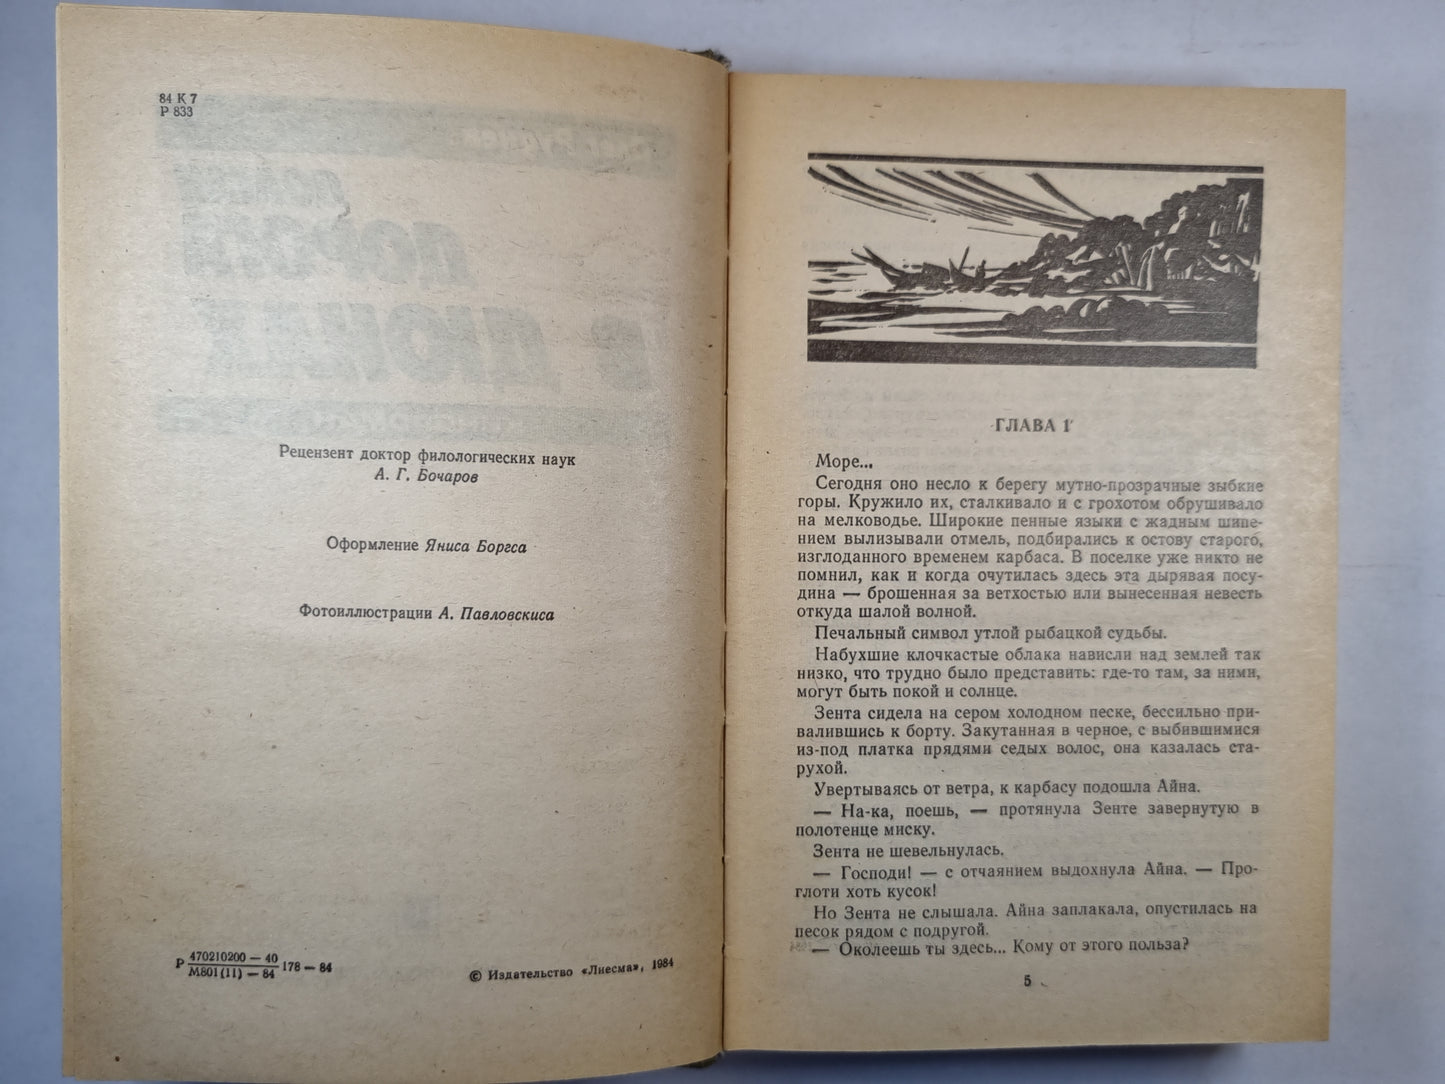 84 К 7
Р 833
Рецензент доктор филологических наук
А. Г. Бочаров
Оформление Яниса Боргса
Фотоиллюстрации А. Павловскиса
Р 470210200 — 40
М801(11) — 84 178 — 84
© Издательство «Лиесма», 1984
ГЛАВА 1
Море...
Сегодня оно несло к берегу мутно-прозрачные зыбкие
горы. Кружило их, сталкивало и с грохотом обрушивало
на мелководье. Широкие пенные языки с жадным шипе-
нием вылизывали отмель, подбирались к остову старого,
изглоданного временем карбаса. В поселке уже никто не
помнил, как и когда очутилась здесь эта дырявая посу-
дина — брошенная за ветхостью или вынесенная невесть
откуда шалой волной.
Печальный символ утлой рыбацкой судьбы.
Набухшие клочкастые облака нависли над землей так
низко, что трудно было представить: где-то там, за ними,
могут быть покой и солнце.
Зента сидела на сером холодном песке, бессильно при-
валившись к борту. Закутанная в черное, с выбившимися
из-под платка прядями седых волос, она казалась ста-
рухой.
Увертываясь от ветра, к карбасу подошла Айна.
— На-ка, поешь, — протянула Зенте завернутую в
полотенце миску.
Зента не шевельнулась.
— Господи! — с отчаянием выдохнула Айна. — Про-
глоти хоть кусок!
Но Зента не слышала. Айна заплакала, опустилась на
песок рядом с подругой.
— Околеешь ты здесь... Кому от этого польза?
5